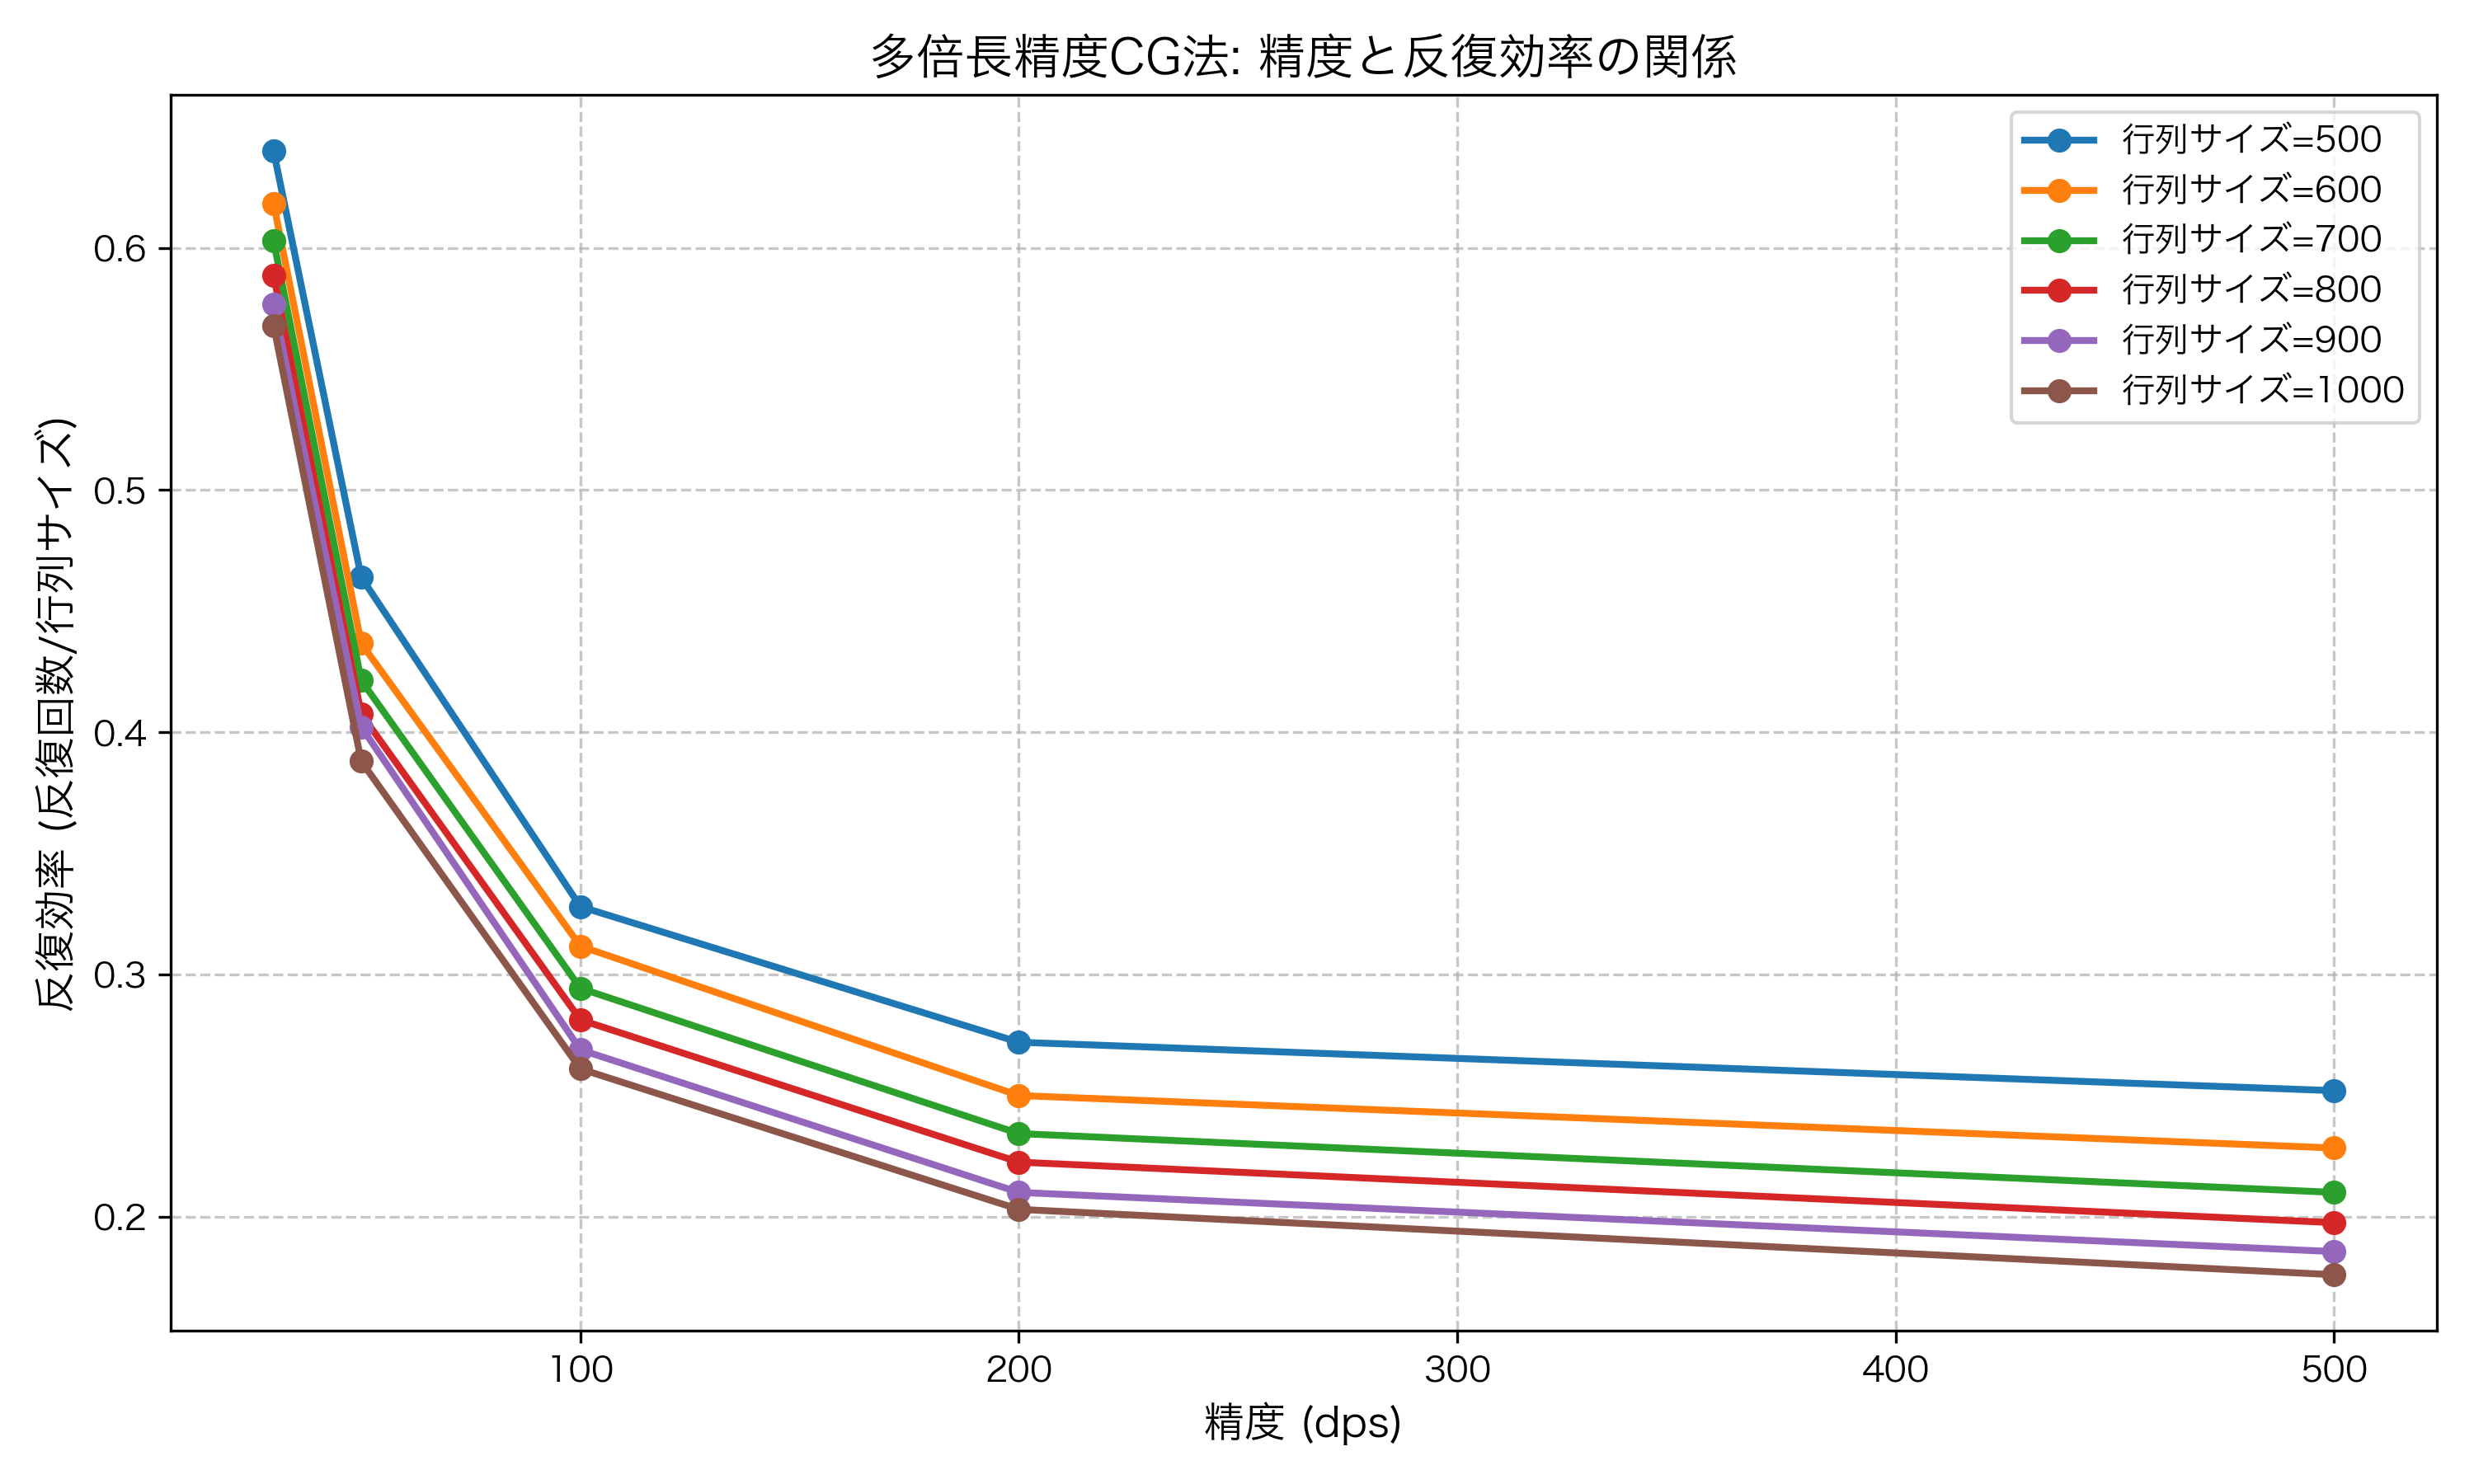 多倍長精度CG法: 精度と反復効率の関係
反復効率 (反復回数/行列サイズ)
0.6
0.5
0.4
0.3
0.2
行列サイズ=500
行列サイズ=600
行列サイズ=700
行列サイズ=800
行列サイズ=900
行列サイズ=1000
100
200
300
400
500
精度 (dps)